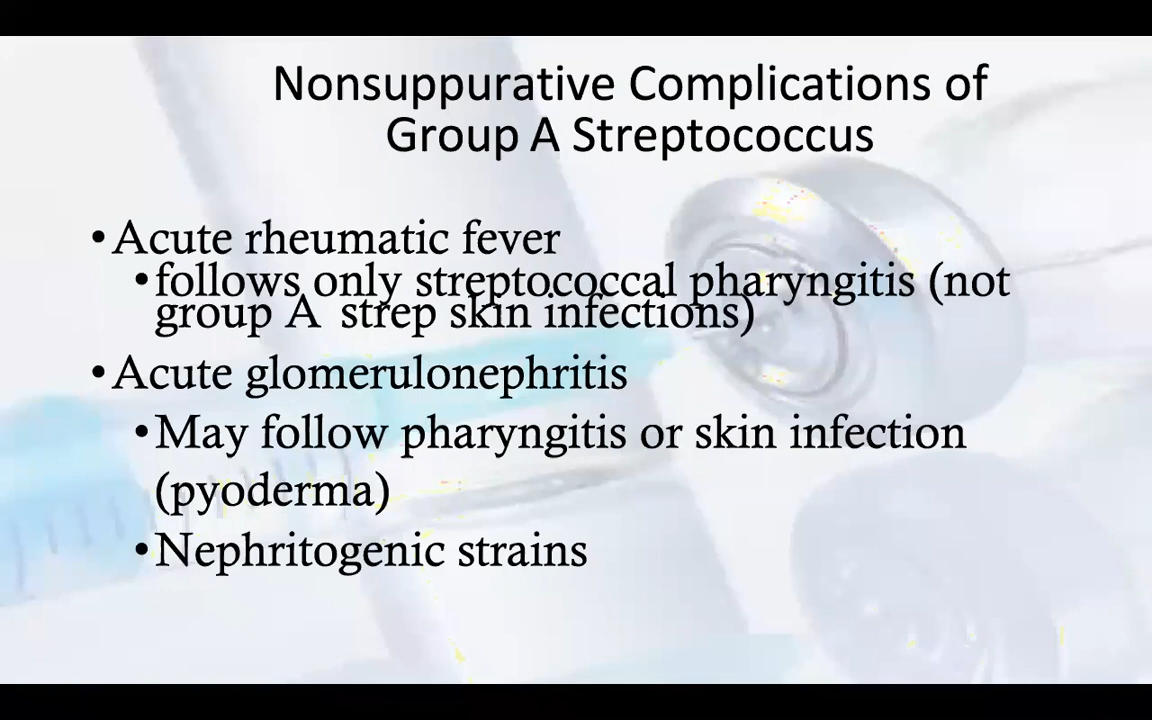 Nonsuppurative Complications of
Group A Streptococcus
•Acute rheumatic fever
•follows only streptococcal pharyngitis (not
group A strep skin infections)
•Acute glomerulonephritis
•May follow pharyngitis or skin infection
(pyoderma)
•Nephritogenic strains